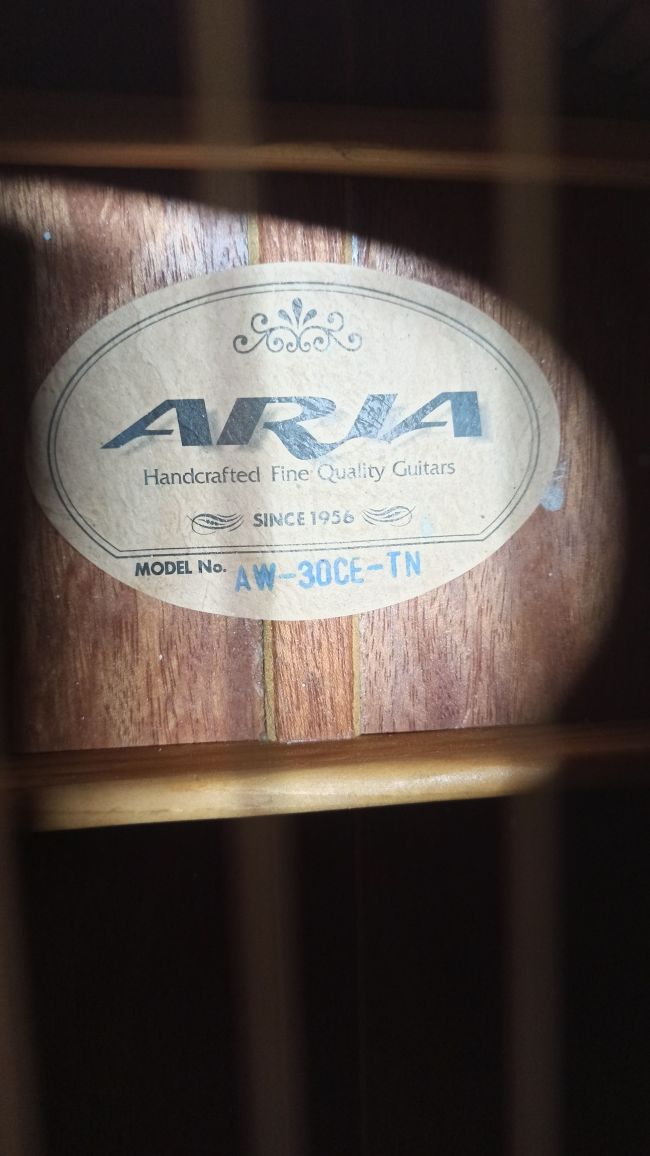 ARIA
Handcrafted Fine Quality Guitars
SINCE 1956
MODEL No. AW-30CE-TN